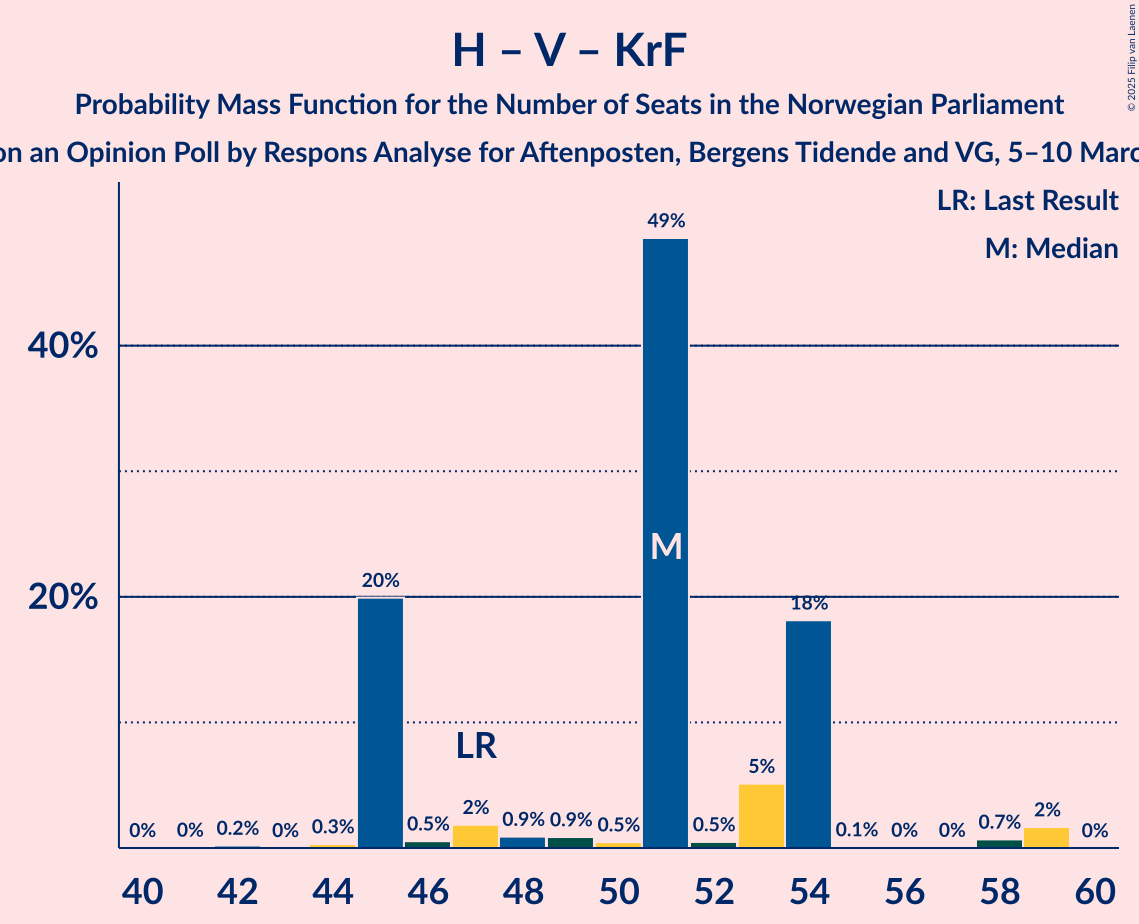 H – V – KrF
Probability Mass Function for the Number of Seats in the Norwegian Parliament
on an Opinion Poll by Respons Analyse for Aftenposten, Bergens Tidende and VG, 5–10 Marc
© 2025 Filip van Laenen
LR: Last Result
M: Median
49%
40%
M
20%
20%
18%
LR
5%
0% 0% 0.2% 0% 0.3% 0.5% 2% 0.9% 0.9% 0.5% 0.5% 0.1% 0% 0% 0.7% 2% 0%
40 42 44 46 48 50 52 54 56 58 60